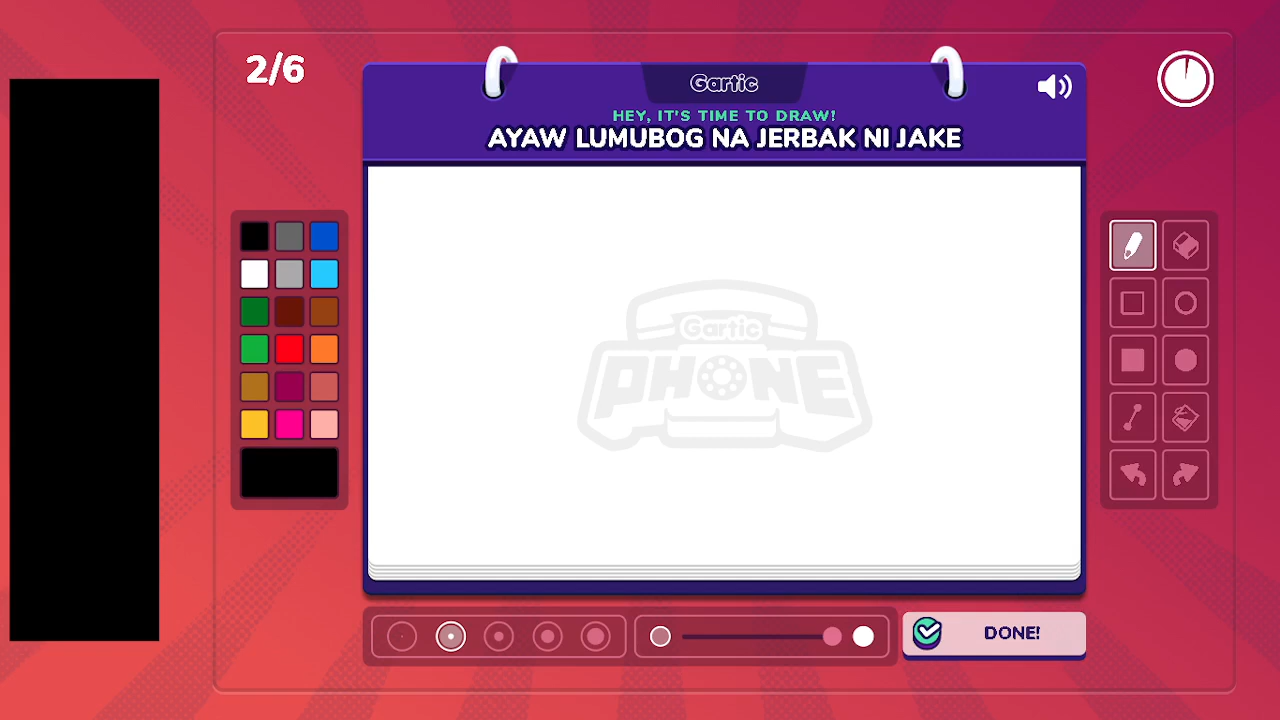 2/6
Gartic
HEY, IT'S TIME TO DRAW!
AYAW LUMUBOG NA JERBAK NI JAKE
Gartic
PHONE
DONE!